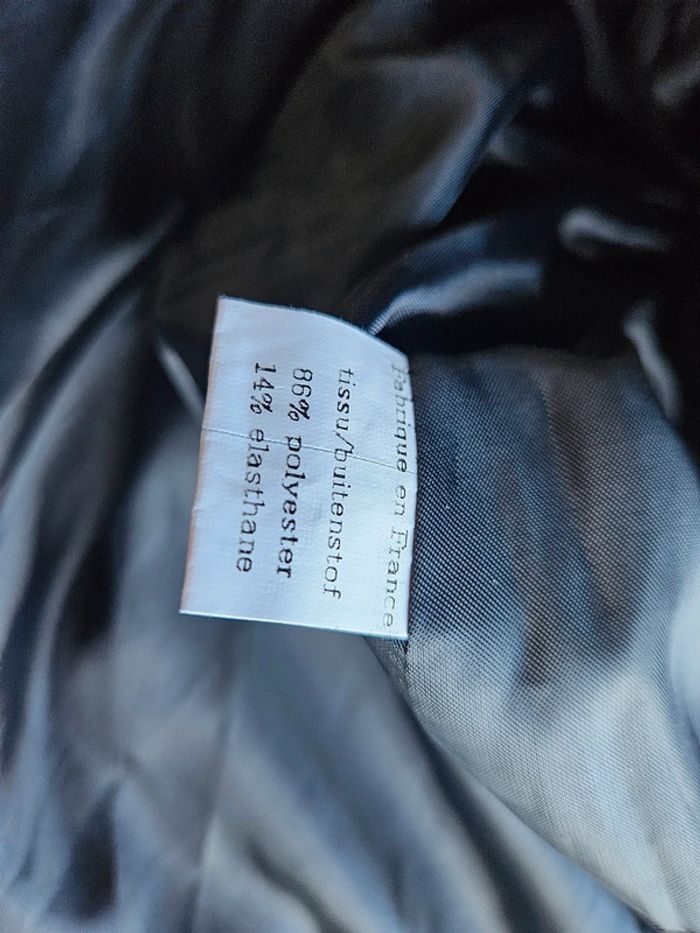 Fabrique en France
tissu/buitenstof
86% polyester
14% elasthane